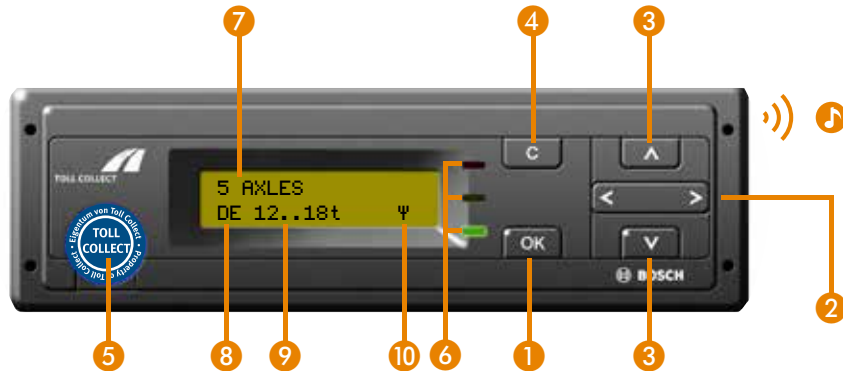 7
4
3
TOLL COLLECT
5 AXLES
DE 12..18t
C
∧
< >
OK
∨
Eigentum von Toll Collect
TOLL
COLLECT
Property of Toll Collect
BOSCH
2
5
8
9
10
6
1
3